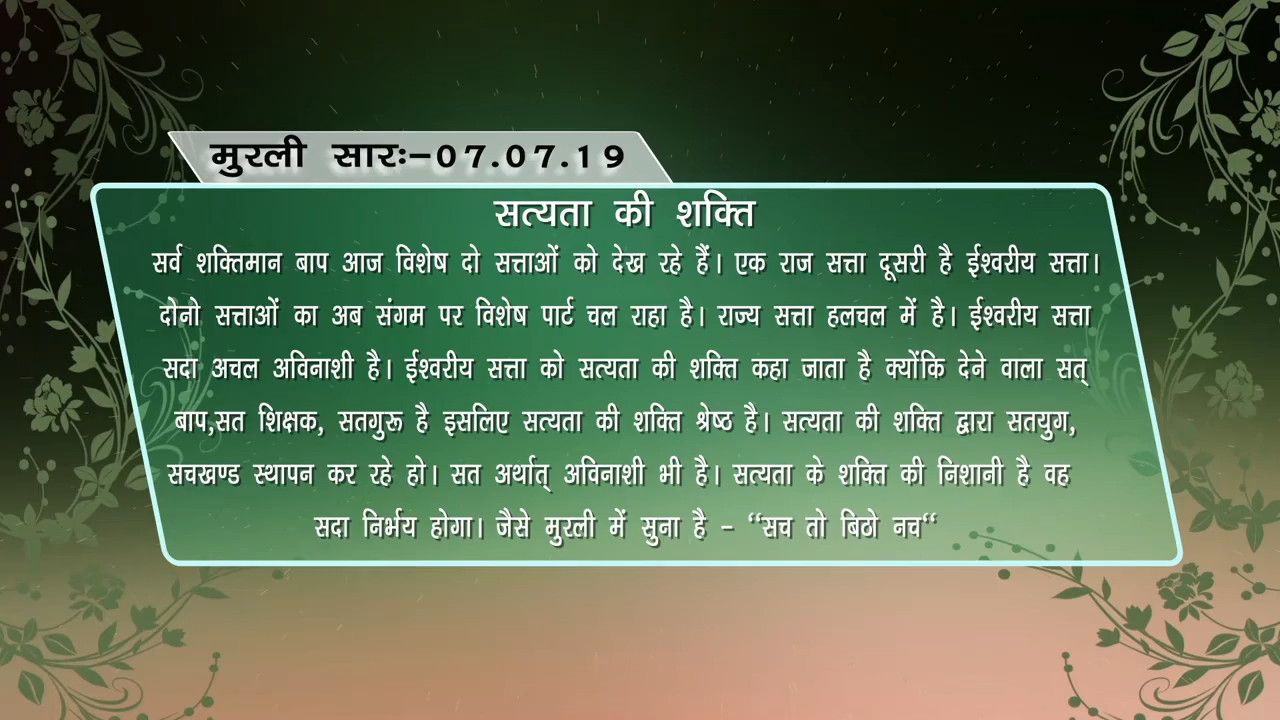 मुरली सारः-07.07.19
सत्यता की शक्ति
सर्व शक्तिमान बाप आज विशेष दो सत्ताओं को देख रहे हैं। एक राज सत्ता दूसरी है ईश्वरीय सत्ता।
दोनो सत्ताओं का अब संगम पर विशेष पार्ट चल राहा है। राज्य सत्ता हलचल में है। ईश्वरीय सत्ता
सदा अचल अविनाशी है। ईश्वरीय सत्ता को सत्यता की शक्ति कहा जाता है क्योंकि देने वाला सत्
बाप,सत शिक्षक, सतगुरू है इसलिए सत्यता की शक्ति श्रेष्ठ है। सत्यता की शक्ति द्वारा सतयुग,
सचखण्ड स्थापन कर रहे हो। सत अर्थात् अविनाशी भी है। सत्यता के शक्ति की निशानी है वह
सदा निर्भय होगा। जैसे मुरली में सुना है - “सच तो बिठो नच“